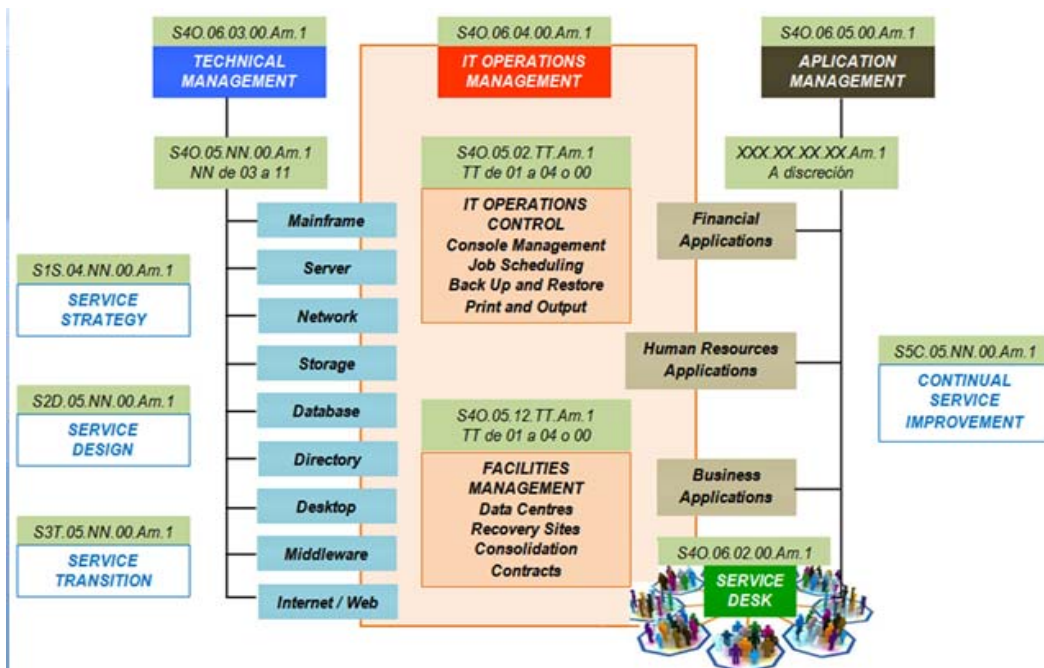 S4O.06.03.00.Am.1
TECHNICAL
MANAGEMENT
S4O.06.04.00.Am.1
IT OPERATIONS
MANAGEMENT
S4O.06.05.00.Am.1
APLICATION
MANAGEMENT
S4O.05.NN.00.Am.1
NN de 03 a 11
S4O.05.02.TT.Am.1
TT de 01 a 04 o 00
XXX.XX.XX.XX.Am.1
A discreción
Mainframe
Server
Network
Storage
Database
Directory
Desktop
Middleware
Internet / Web
IT OPERATIONS
CONTROL
Console Management
Job Scheduling
Back Up and Restore
Print and Output
S4O.05.12.TT.Am.1
TT de 01 a 04 o 00
FACILITIES
MANAGEMENT
Data Centres
Recovery Sites
Consolidation
Contracts
Financial
Applications
Human Resources
Applications
Business
Applications
S4O.06.02.00.Am.1
SERVICE
DESK
S1S.04.NN.00.Am.1
SERVICE
STRATEGY
S2D.05.NN.00.Am.1
SERVICE
DESIGN
S3T.05.NN.00.Am.1
SERVICE
TRANSITION
S5C.05.NN.00.Am.1
CONTINUAL
SERVICE
IMPROVEMENT